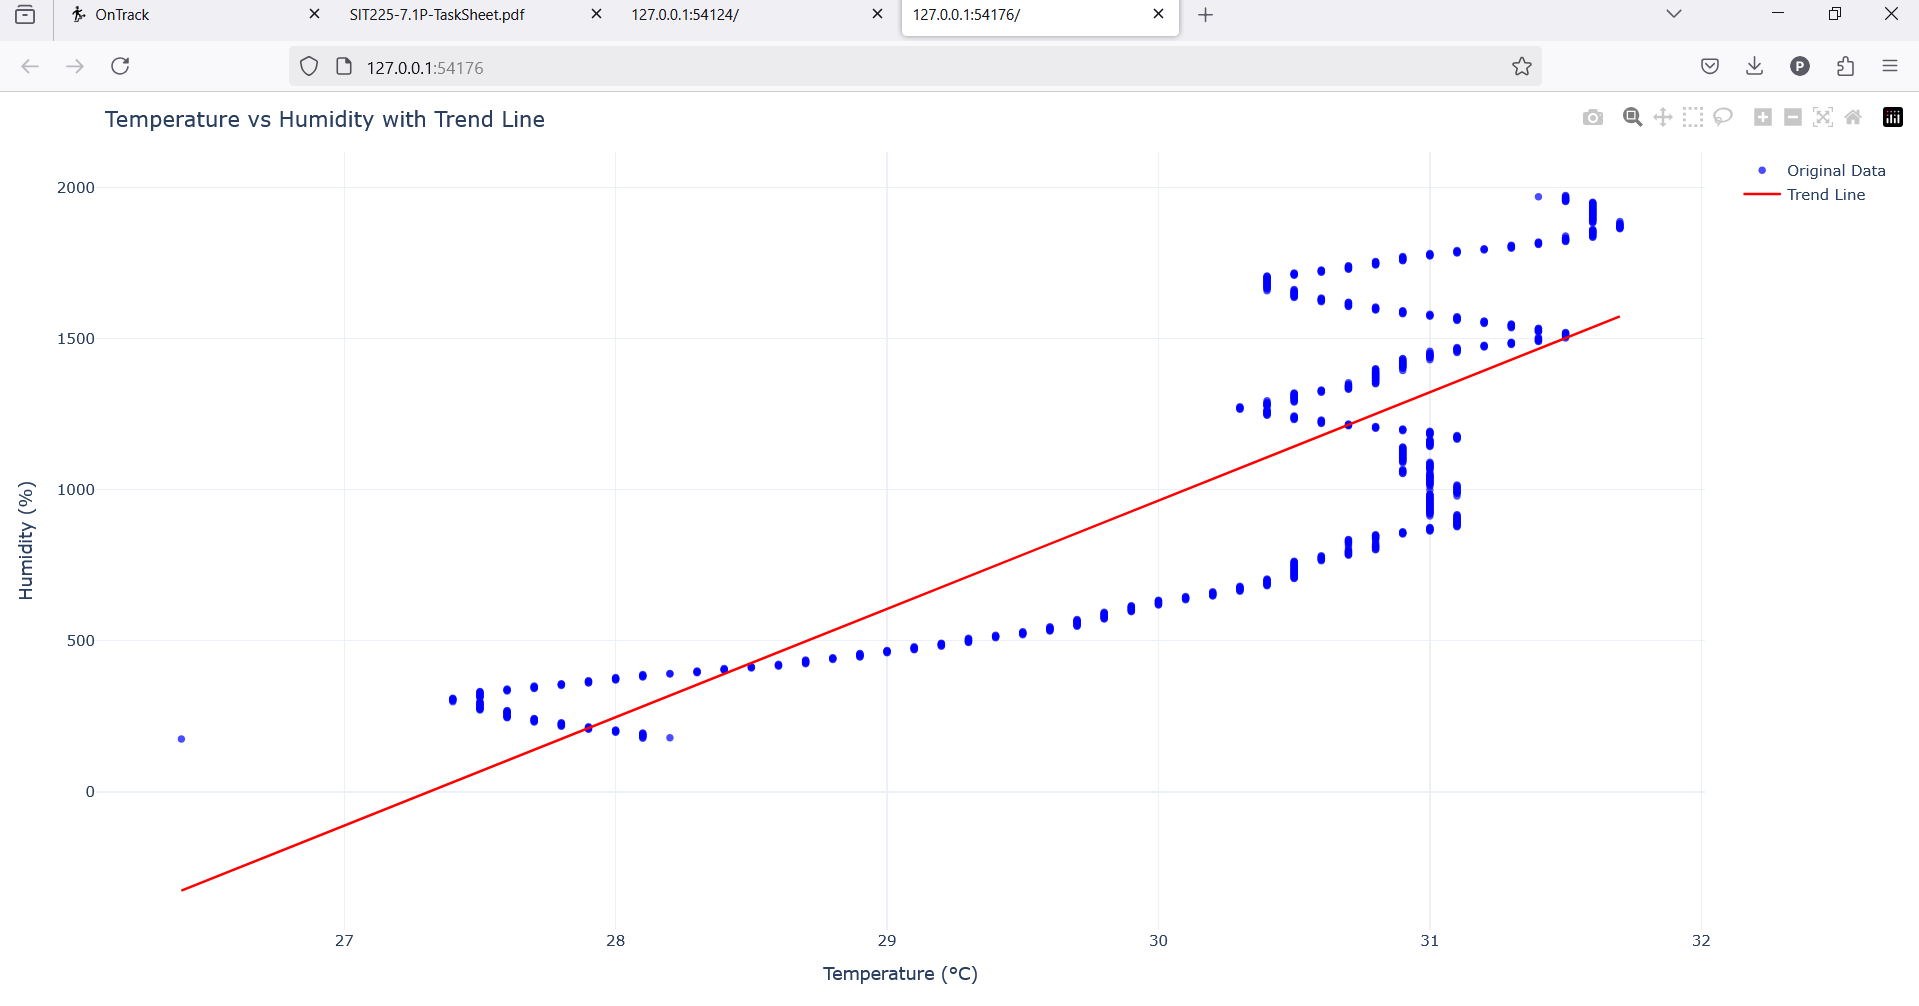 OnTrack
SIT225-7.1P-TaskSheet.pdf
127.0.0.1:54124/
127.0.0.1:54176/
127.0.0.1:54176
P
Temperature vs Humidity with Trend Line
Original Data
Trend Line
2000
1500
1000
500
0
Humidity (%)
27 28 29 30 31 32
Temperature (°C)